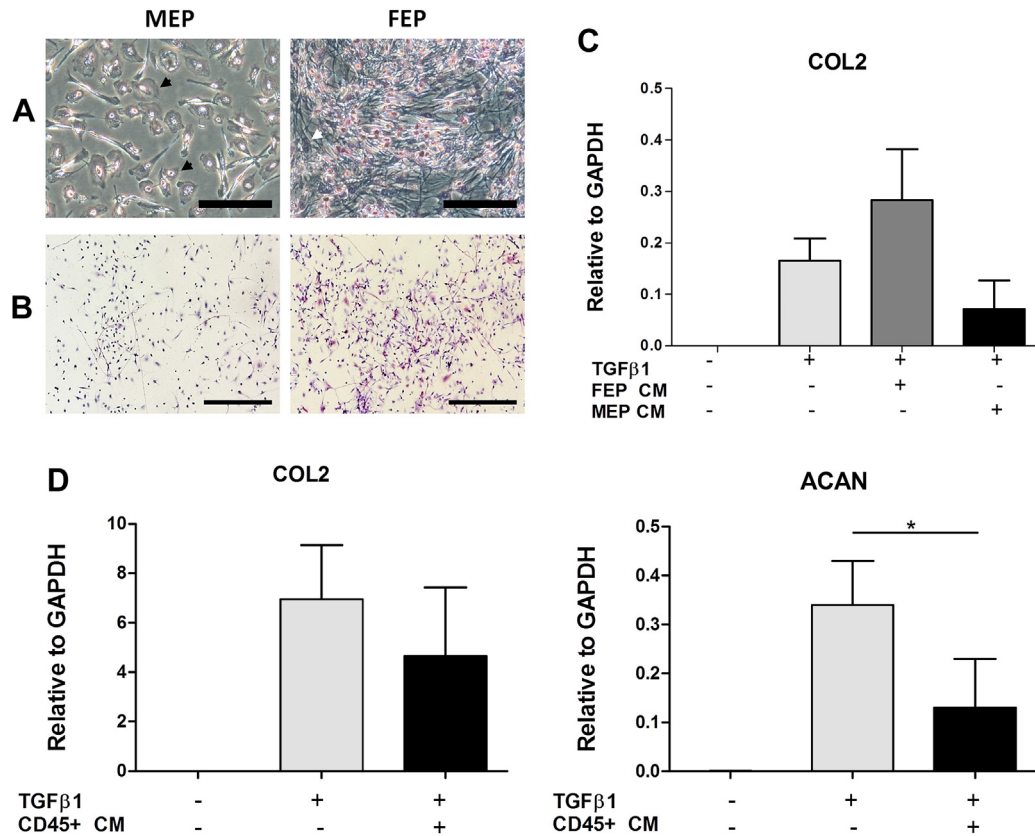 MEP FEP
A
B
C
COL2
Relative to GAPDH
0.5
0.4
0.3
0.2
0.1
0.0
TGFβ1 - + + +
FEP CM - - + -
MEP CM - - - +
D
COL2
Relative to GAPDH
10
8
6
4
2
0
TGFβ1 - + +
CD45+ CM - - +
ACAN
Relative to GAPDH
0.5
0.4
0.3
0.2
0.1
0.0
*
TGFβ1 - + +
CD45+ CM - - +